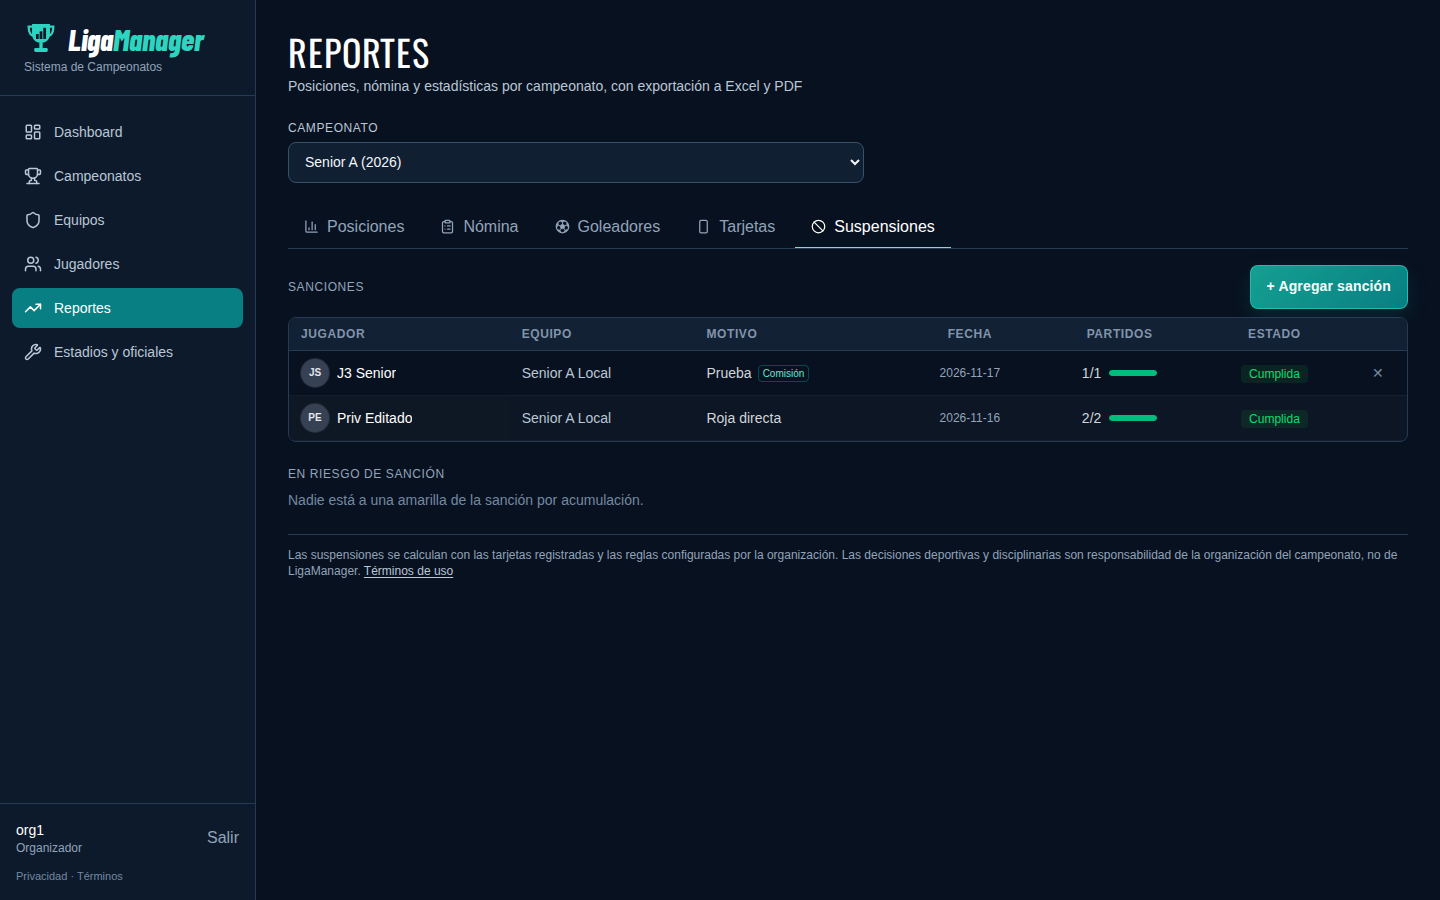 LigaManager
Sistema de Campeonatos
Dashboard
Campeonatos
Equipos
Jugadores
Reportes
Estadios y oficiales
org1
Organizador
Salir
Privacidad · Términos
REPORTES
Posiciones, nómina y estadísticas por campeonato, con exportación a Excel y PDF
CAMPEONATO
Senior A (2026)
Posiciones Nómina Goleadores Tarjetas Suspensiones
SANCIONES
+ Agregar sanción
JUGADOR EQUIPO MOTIVO FECHA PARTIDOS ESTADO
JS J3 Senior Senior A Local Prueba Comisión 2026-11-17 1/1 Cumplida ✕
PE Priv Editado Senior A Local Roja directa 2026-11-16 2/2 Cumplida
EN RIESGO DE SANCIÓN
Nadie está a una amarilla de la sanción por acumulación.
Las suspensiones se calculan con las tarjetas registradas y las reglas configuradas por la organización. Las decisiones deportivas y disciplinarias son responsabilidad de la organización del campeonato, no de
LigaManager. Términos de uso